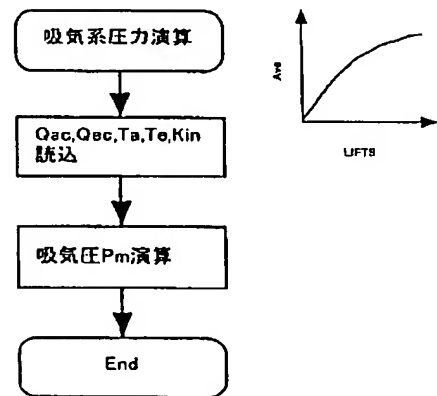 吸気系圧力演算
Qac,Qec,Ta,Te,Kin
読込
吸気圧Pm演算
End
Ave
LIFTS